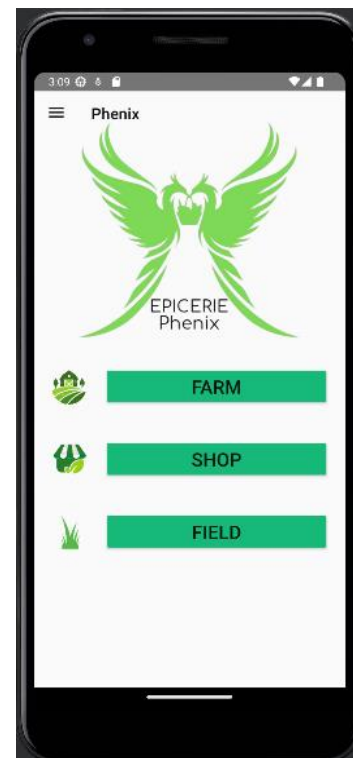 3:09
Phenix
EPICERIE
Phenix
FARM
SHOP
FIELD